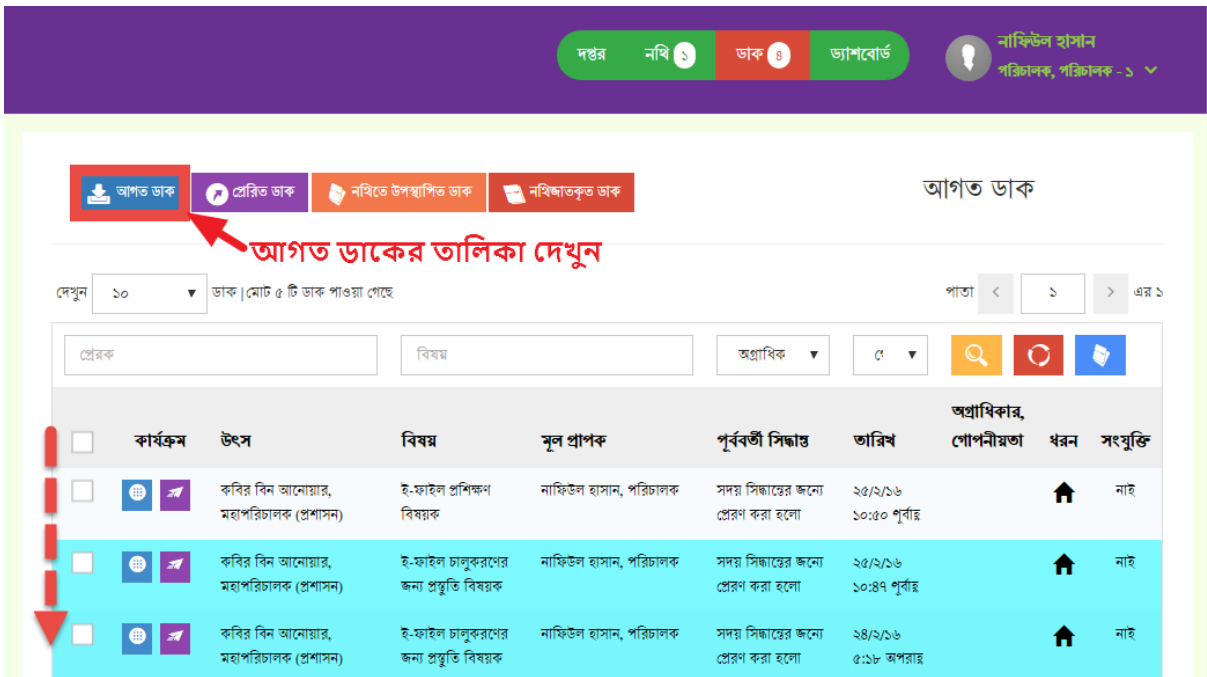 দপ্তর নথি ১ ডাক ৪ ড্যাশবোর্ড
নাফিউল হাসান
পরিচালক, পরিচালক - ১
আগত ডাক প্রেরিত ডাক নথিতে উপস্থাপিত ডাক নথিজাতকৃত ডাক আগত ডাক
আগত ডাকের তালিকা দেখুন
দেখুন ১০ ডাক | মোট ৫ টি ডাক পাওয়া গেছে পাতা < ১ > এর ১
প্রেরক বিষয় অগ্রাধিক
কার্যক্রম উৎস বিষয় মূল প্রাপক পূর্ববর্তী সিদ্ধান্ত তারিখ অগ্রাধিকার, গোপনীয়তা ধরন সংযুক্তি
কবির বিন আনোয়ার, ই-ফাইল প্রশিক্ষণ নাফিউল হাসান, পরিচালক সদয় সিদ্ধান্তের জন্যে ২৫/২/১৬ নাই
মহাপরিচালক (প্রশাসন) বিষয়ক প্রেরণ করা হলো ১০:৫০ পূর্বাহ্ন
কবির বিন আনোয়ার, ই-ফাইল চালুকরণের নাফিউল হাসান, পরিচালক সদয় সিদ্ধান্তের জন্যে ২৫/২/১৬ নাই
মহাপরিচালক (প্রশাসন) জন্য প্রস্তুতি বিষয়ক প্রেরণ করা হলো ১০:৪৭ পূর্বাহ্ন
কবির বিন আনোয়ার, ই-ফাইল চালুকরণের নাফিউল হাসান, পরিচালক সদয় সিদ্ধান্তের জন্যে ২৪/২/১৬ নাই
মহাপরিচালক (প্রশাসন) জন্য প্রস্তুতি বিষয়ক প্রেরণ করা হলো ৫:১৮ অপরাহ্ন